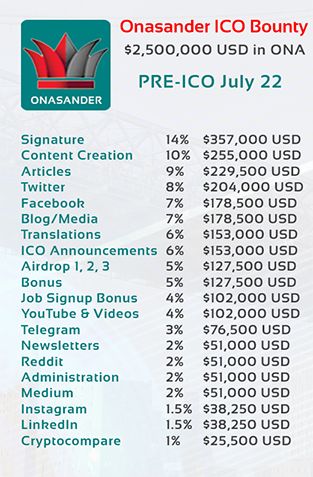 Onasander ICO Bounty
$2,500,000 USD in ONA
PRE-ICO July 22
ONASANDER
Signature 14% $357,000 USD
Content Creation 10% $255,000 USD
Articles 9% $229,500 USD
Twitter 8% $204,000 USD
Facebook 7% $178,500 USD
Blog/Media 7% $178,500 USD
Translations 6% $153,000 USD
ICO Announcements 6% $153,000 USD
Airdrop 1, 2, 3 5% $127,500 USD
Bonus 5% $127,500 USD
Job Signup Bonus 4% $102,000 USD
YouTube & Videos 4% $102,000 USD
Telegram 3% $76,500 USD
Newsletters 2% $51,000 USD
Reddit 2% $51,000 USD
Administration 2% $51,000 USD
Medium 2% $51,000 USD
Instagram 1.5% $38,250 USD
LinkedIn 1.5% $38,250 USD
Cryptocompare 1% $25,500 USD